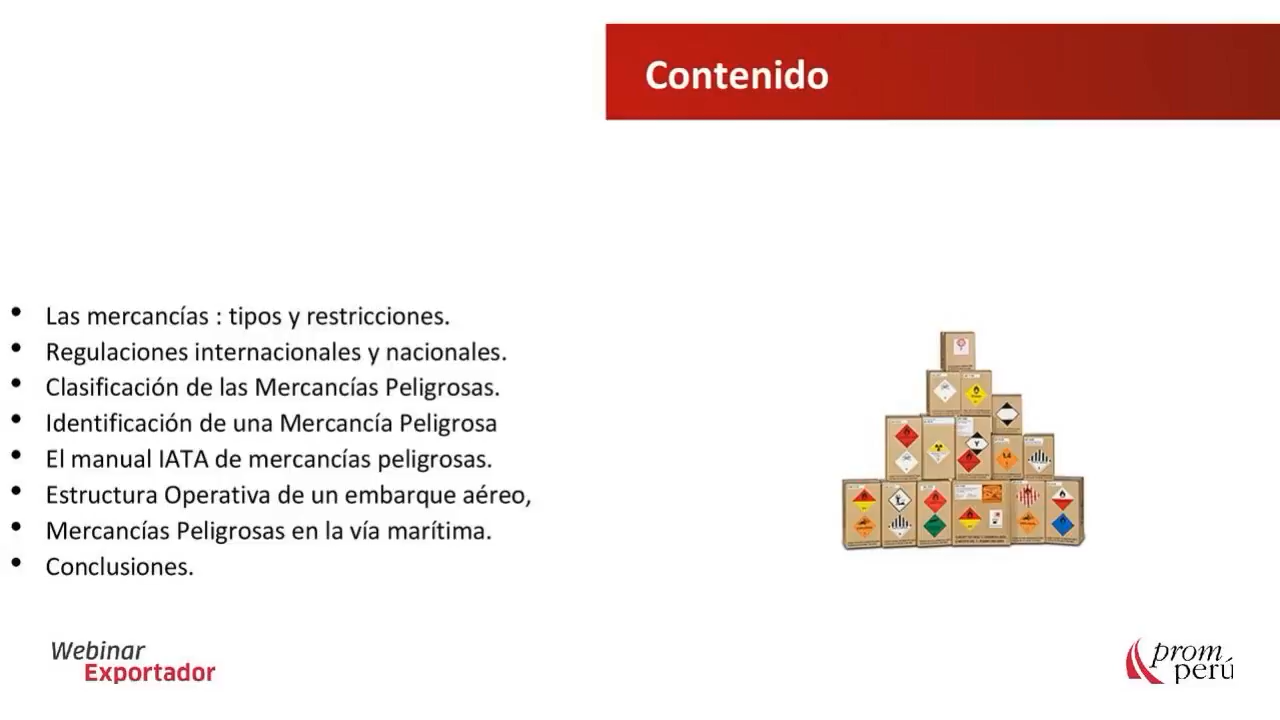 Contenido
• Las mercancías : tipos y restricciones.
• Regulaciones internacionales y nacionales.
• Clasificación de las Mercancías Peligrosas.
• Identificación de una Mercancía Peligrosa
• El manual IATA de mercancías peligrosas.
• Estructura Operativa de un embarque aéreo,
• Mercancías Peligrosas en la vía marítima.
• Conclusiones.
Webinar
Exportador
prom
perú